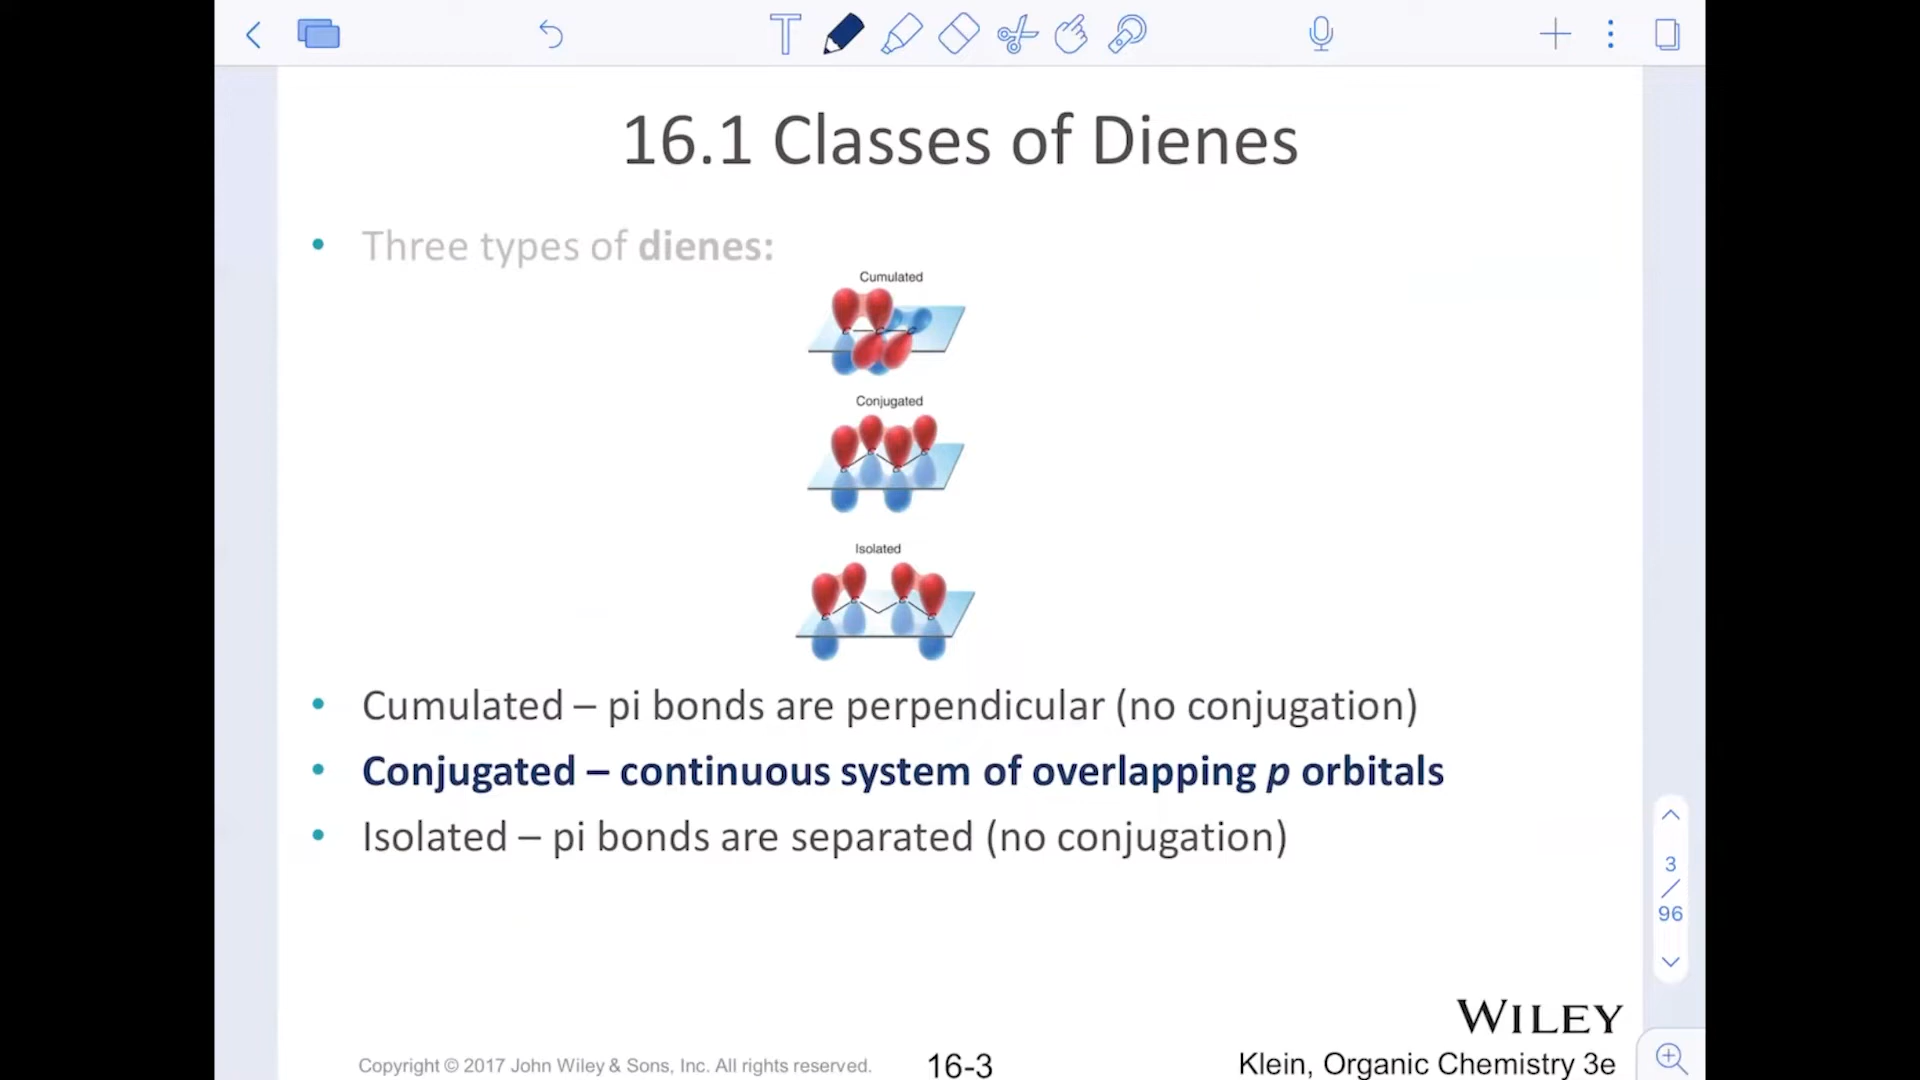 16.1 Classes of Dienes
• Three types of dienes:
Cumulated
Conjugated
Isolated
• Cumulated – pi bonds are perpendicular (no conjugation)
• Conjugated – continuous system of overlapping p orbitals
• Isolated – pi bonds are separated (no conjugation)
3
/
96
WILEY
Copyright © 2017 John Wiley & Sons, Inc. All rights reserved.
16-3
Klein, Organic Chemistry 3e